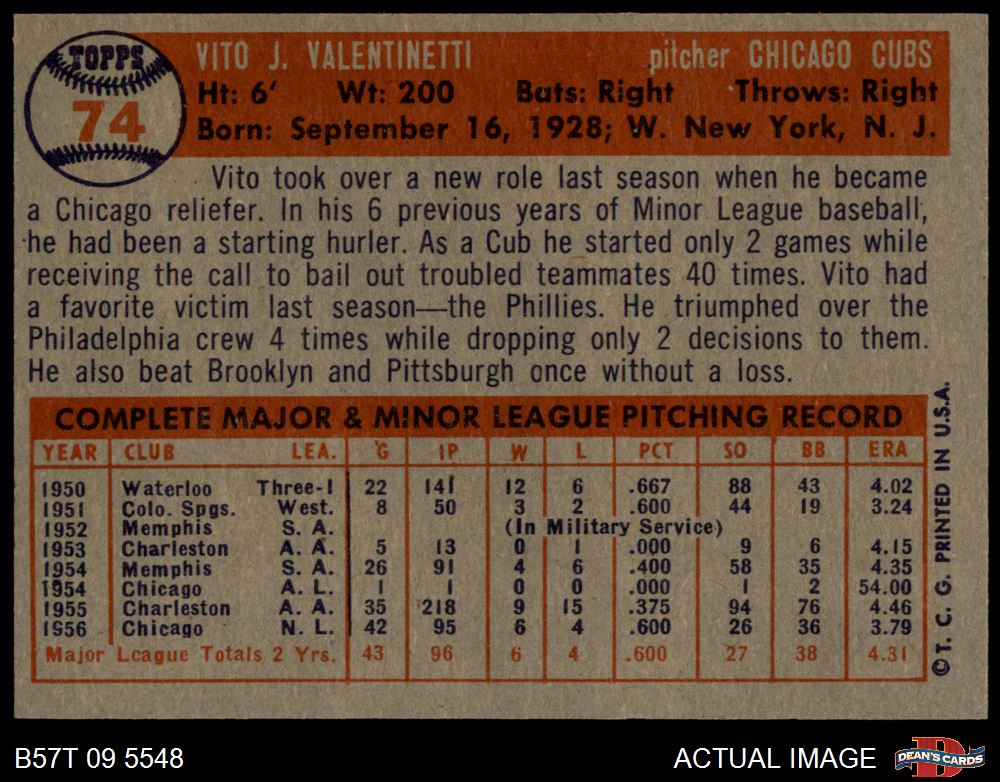 TOPPS
74
VITO J. VALENTINETTI pitcher CHICAGO CUBS
Ht: 6' Wt: 200 Bats: Right Throws: Right
Born: September 16, 1928; W. New York, N. J.
Vito took over a new role last season when he became
a Chicago reliefer. In his 6 previous years of Minor League baseball,
he had been a starting hurler. As a Cub he started only 2 games while
receiving the call to bail out troubled teammates 40 times. Vito had
a favorite victim last season—the Phillies. He triumphed over the
Philadelphia crew 4 times while dropping only 2 decisions to them.
He also beat Brooklyn and Pittsburgh once without a loss.
COMPLETE MAJOR & MINOR LEAGUE PITCHING RECORD
YEAR CLUB LEA. G IP W L PCT SO BB ERA
1950 Waterloo Three-I 22 141 12 6 .667 88 43 4.02
1951 Colo. Spgs. West. 8 50 3 2 .600 44 19 3.24
1952 Memphis S. A. (In Military Service)
1953 Charleston A. A. 5 13 0 1 .000 9 6 4.15
1954 Memphis S. A. 26 91 4 6 .400 58 35 4.35
1954 Chicago A. L. 1 1 0 0 .000 1 2 54.00
1955 Charleston A. A. 35 218 9 15 .375 94 76 4.46
1956 Chicago N. L. 42 95 6 4 .600 26 36 3.79
Major League Totals 2 Yrs. 43 96 6 4 .600 27 38 4.31
© T. C. G. PRINTED IN U.S.A.
B57T 09 5548 ACTUAL IMAGE DEAN'S CARDS